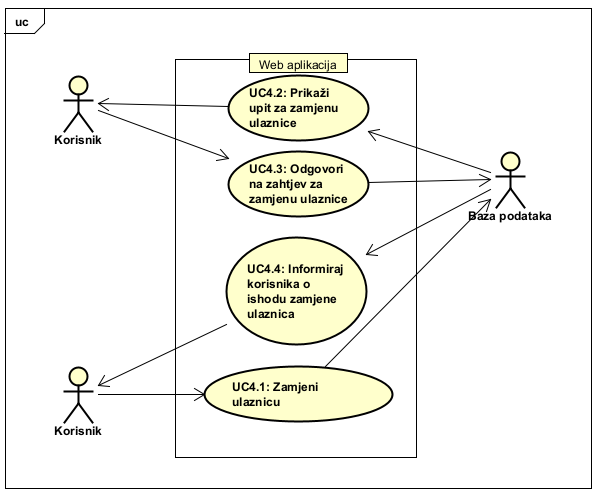 uc
Web aplikacija
UC4.2: Prikaži
upit za zamjenu
ulaznice
Korisnik
UC4.3: Odgovori
na zahtjev za
zamjenu ulaznice
Baza podataka
UC4.4: Informiraj
korisnika o
ishodu zamjene
ulaznica
UC4.1: Zamjeni
ulaznicu
Korisnik